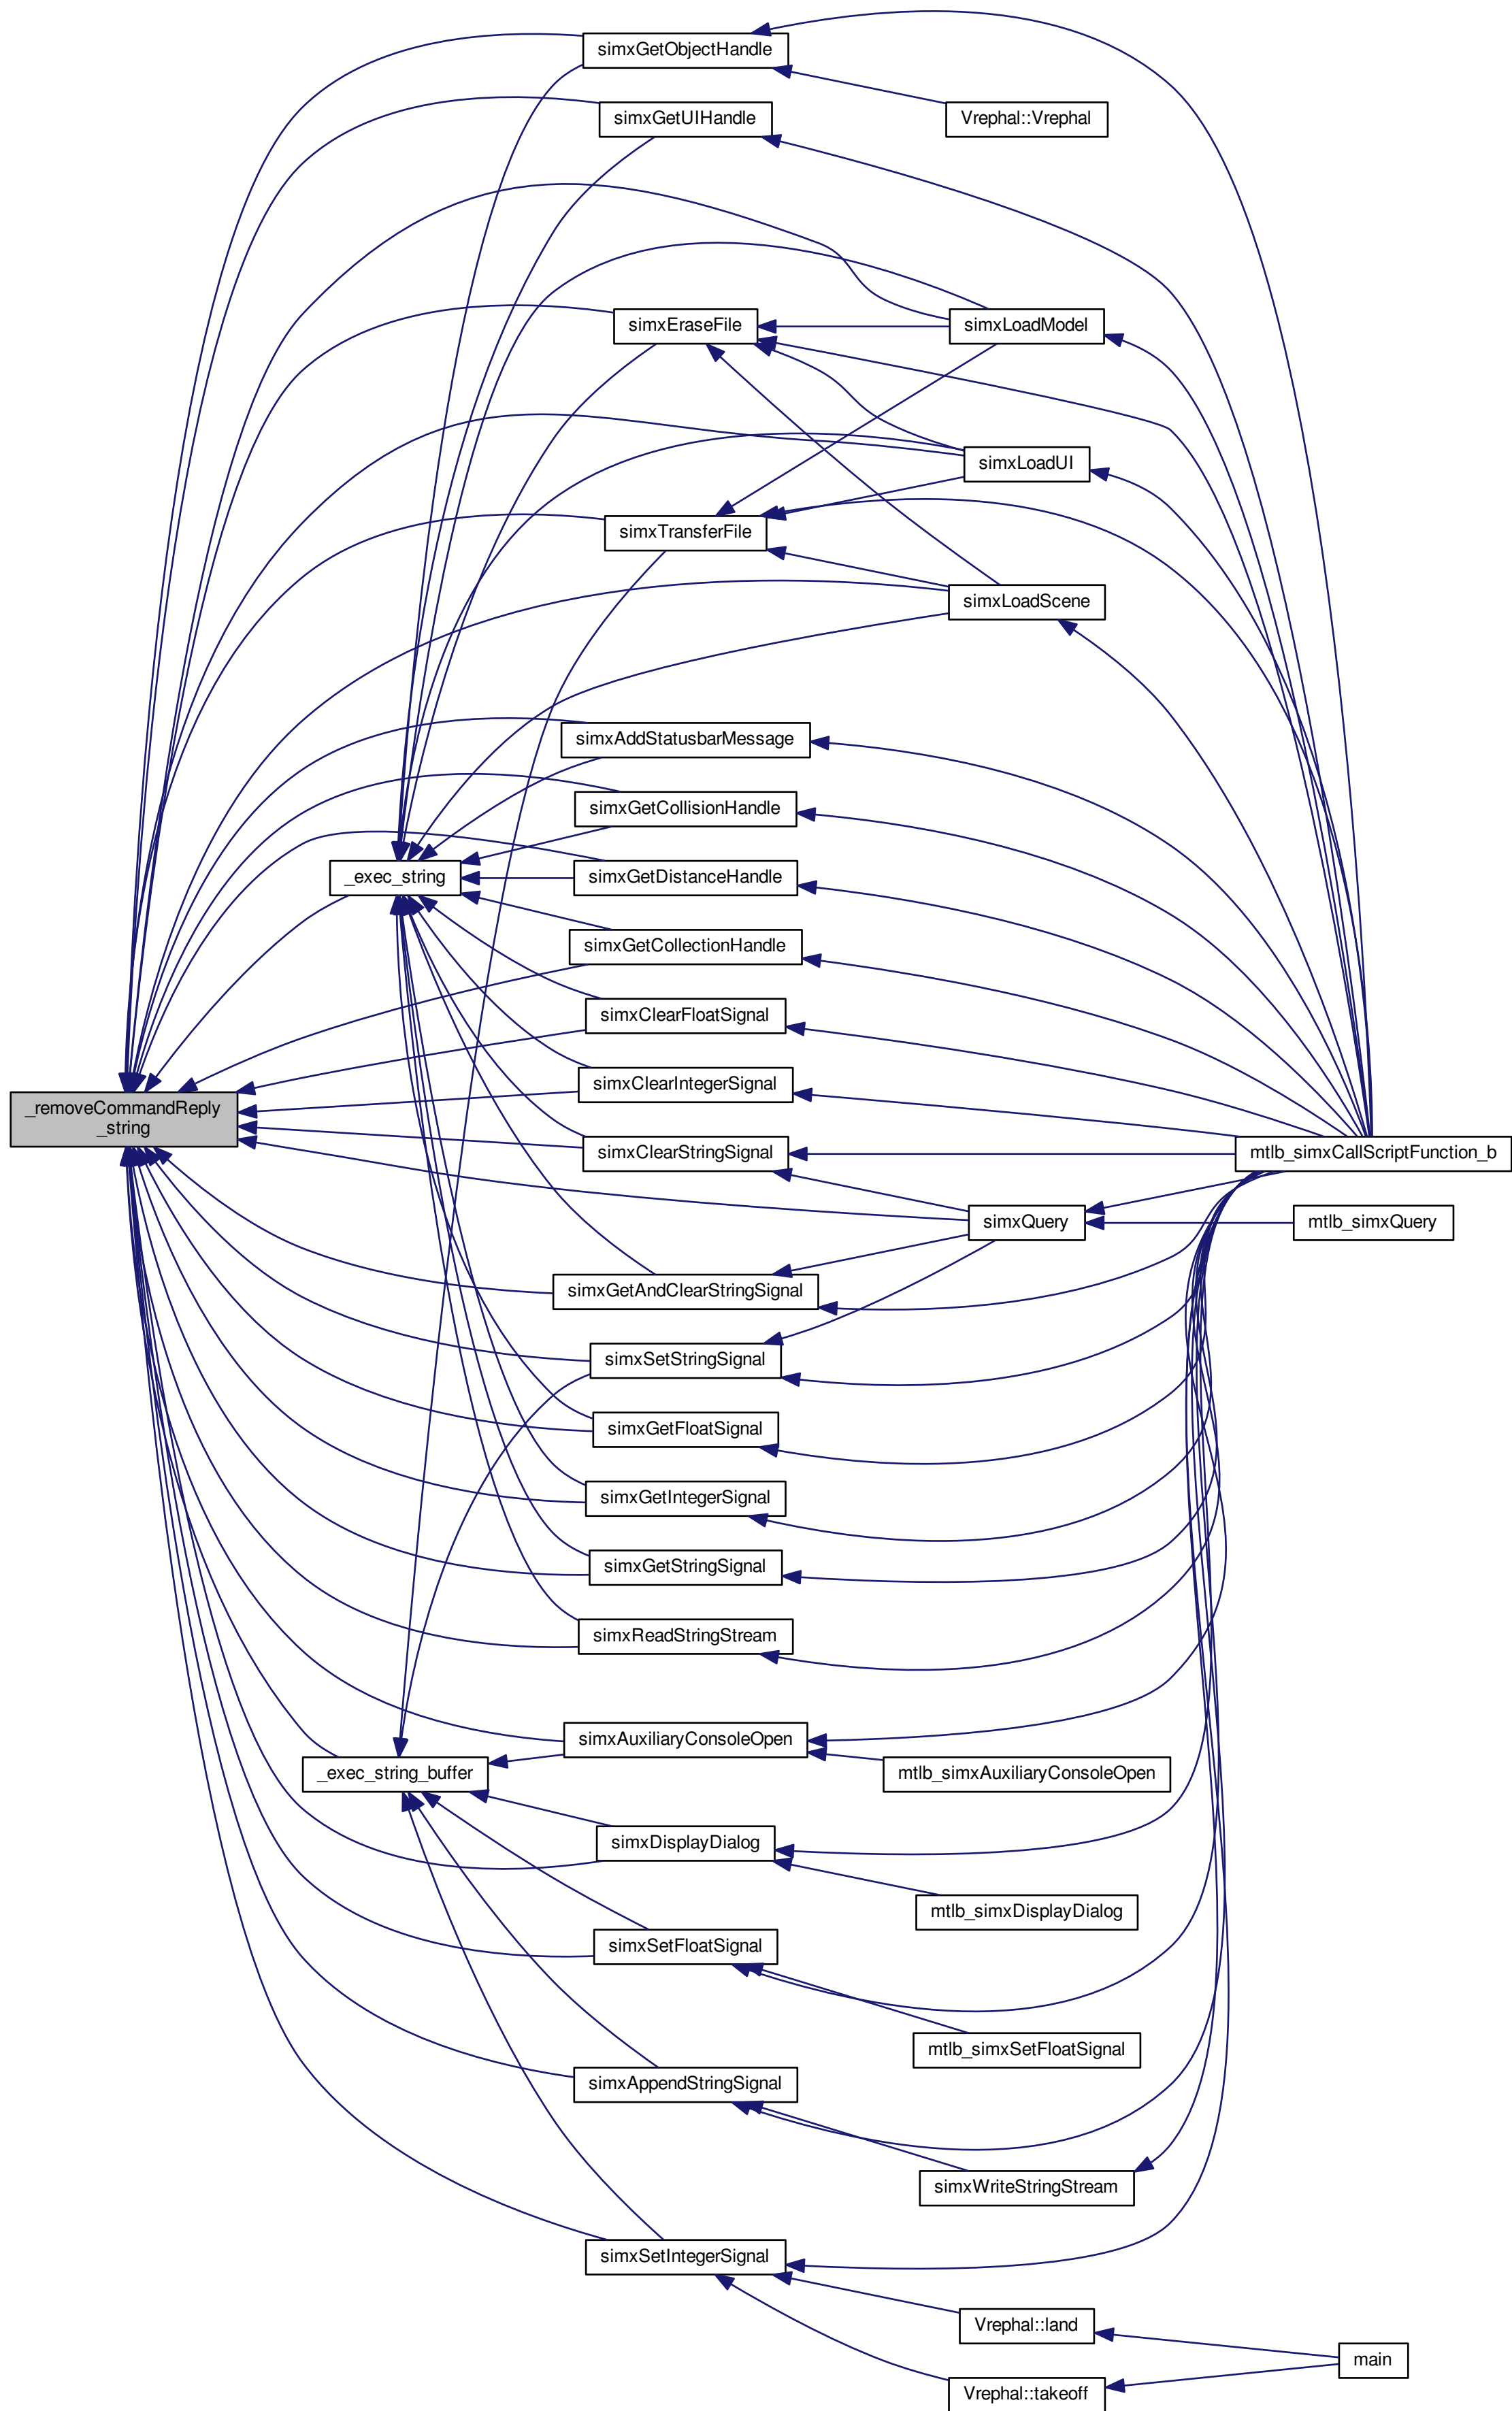 simxGetObjectHandle
Vrephal::Vrephal
simxGetUIHandle
simxEraseFile
simxLoadModel
simxLoadUI
simxTransferFile
simxLoadScene
simxAddStatusbarMessage
simxGetCollisionHandle
_exec_string
simxGetDistanceHandle
simxGetCollectionHandle
simxClearFloatSignal
simxClearIntegerSignal
_removeCommandReply
_string
simxClearStringSignal
mtlb_simxCallScriptFunction_b
simxQuery
mtlb_simxQuery
simxGetAndClearStringSignal
simxSetStringSignal
simxGetFloatSignal
simxGetIntegerSignal
simxGetStringSignal
simxReadStringStream
simxAuxiliaryConsoleOpen
_exec_string_buffer
mtlb_simxAuxiliaryConsoleOpen
simxDisplayDialog
mtlb_simxDisplayDialog
simxSetFloatSignal
mtlb_simxSetFloatSignal
simxAppendStringSignal
simxWriteStringStream
simxSetIntegerSignal
Vrephal::land
main
Vrephal::takeoff